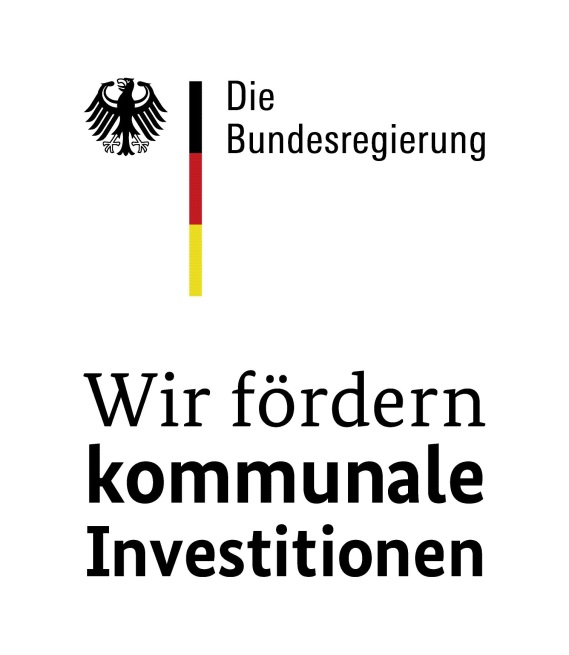 Die
Bundesregierung
Wir fördern
kommunale
Investitionen